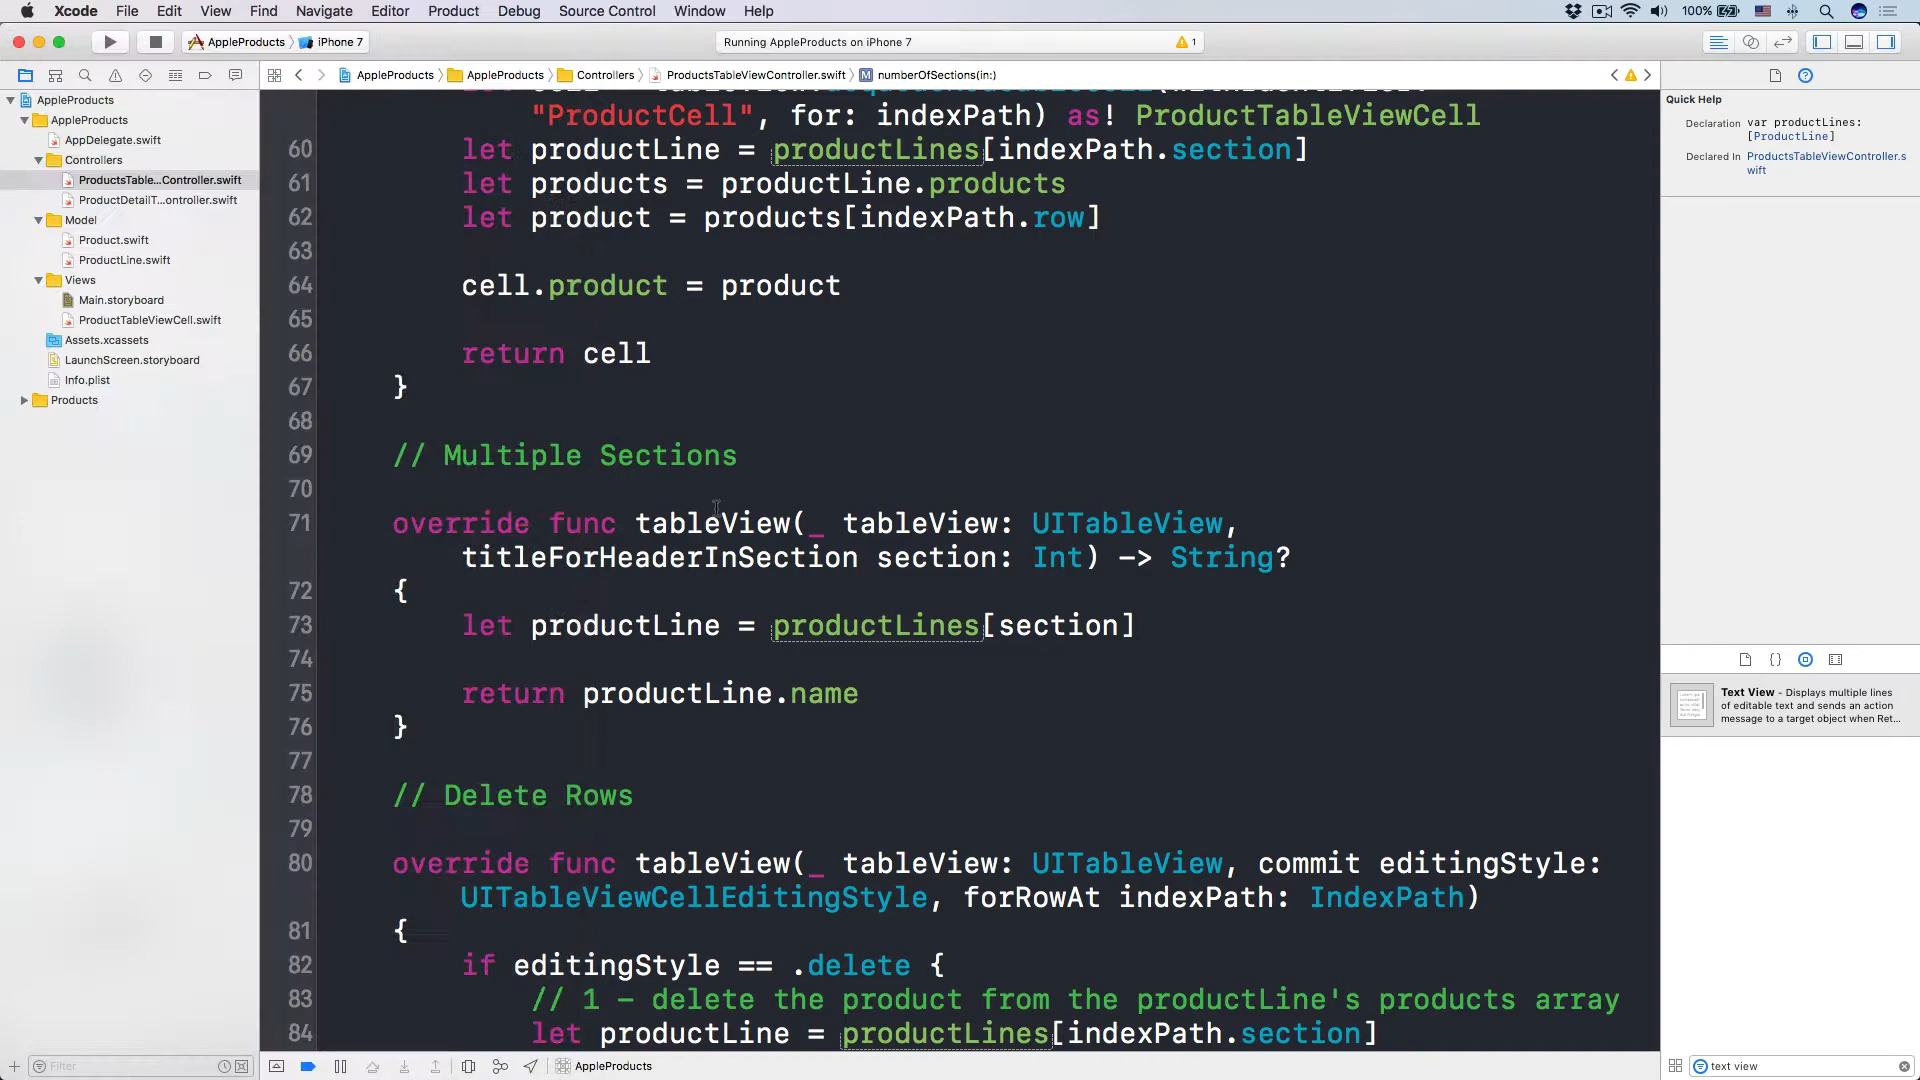 Xcode File Edit View Find Navigate Editor Product Debug Source Control Window Help 100%
AppleProducts iPhone 7 Running AppleProducts on iPhone 7 1
AppleProducts AppleProducts Controllers ProductsTableViewController.swift M numberOfSections(in:)
AppleProducts
AppleProducts
AppDelegate.swift
Controllers
ProductsTable...Controller.swift
ProductDetailT...ontroller.swift
Model
Product.swift
ProductLine.swift
Views
Main.storyboard
ProductTableViewCell.swift
Assets.xcassets
LaunchScreen.storyboard
Info.plist
Products
Filter
"ProductCell", for: indexPath) as! ProductTableViewCell
60 let productLine = productLines[indexPath.section]
61 let products = productLine.products
62 let product = products[indexPath.row]
63
64 cell.product = product
65
66 return cell
67 }
68
69 // Multiple Sections
70
71 override func tableView(_ tableView: UITableView,
titleForHeaderInSection section: Int) -> String?
72 {
73 let productLine = productLines[section]
74
75 return productLine.name
76 }
77
78 // Delete Rows
79
80 override func tableView(_ tableView: UITableView, commit editingStyle:
UITableViewCellEditingStyle, forRowAt indexPath: IndexPath)
81 {
82 if editingStyle == .delete {
83 // 1 - delete the product from the productLine's products array
84 let productLine = productLines[indexPath.section]
AppleProducts
Quick Help
Declaration var productLines:
[ProductLine]
Declared In ProductsTableViewController.s
wift
Text View - Displays multiple lines
of editable text and sends an action
message to a target object when Ret...
text view